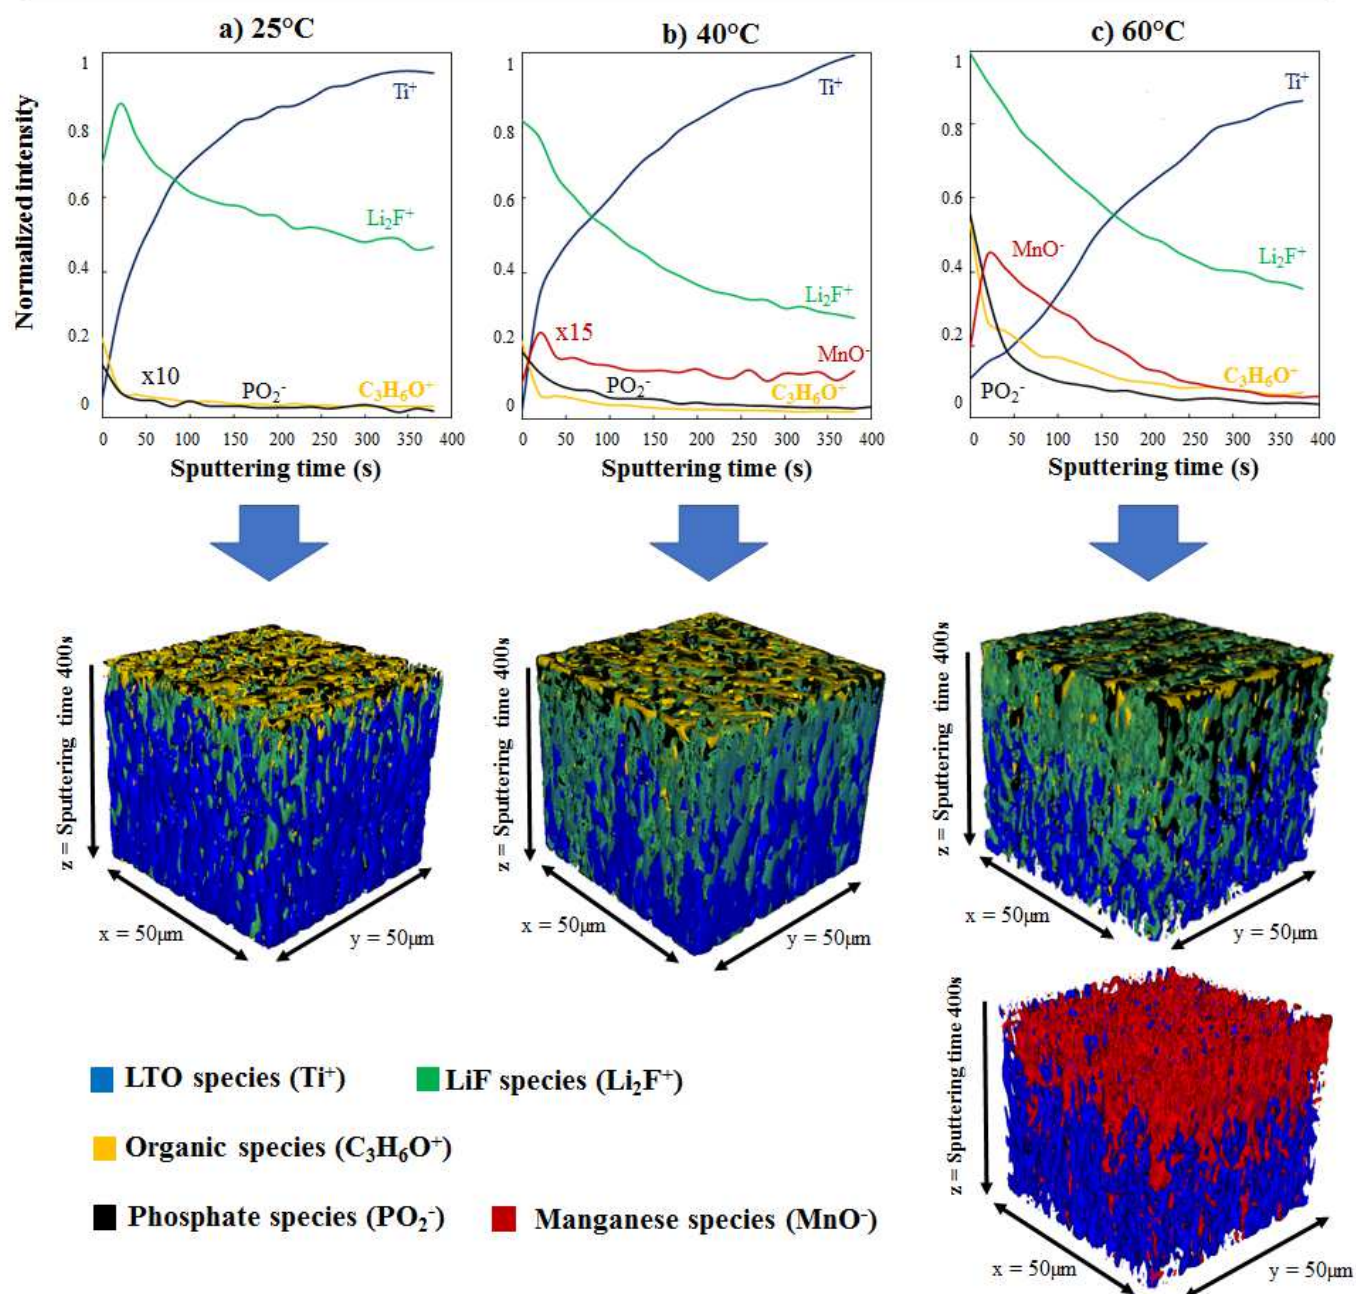 a) 25°C
b) 40°C
c) 60°C
Normalized intensity
1
0.8
0.6
0.4
0.2
0
Ti⁺
Li₂F⁺
x10
PO₂⁻
C₃H₆O⁺
0 50 100 150 200 250 300 350 400
Sputtering time (s)
1
0.8
0.6
0.4
0.2
0
Ti⁺
Li₂F⁺
x15
MnO⁻
PO₂⁻
C₃H₆O⁺
0 50 100 150 200 250 300 350 400
Sputtering time (s)
1
0.8
0.6
0.4
0.2
0
Ti⁺
MnO⁻
Li₂F⁺
C₃H₆O⁺
PO₂⁻
0 50 100 150 200 250 300 350 400
Sputtering time (s)
z = Sputtering time 400s
x = 50μm
y = 50μm
z = Sputtering time 400s
x = 50μm
y = 50μm
z = Sputtering time 400s
x = 50μm
y = 50μm
z = Sputtering time 400s
x = 50μm
y = 50μm
LTO species (Ti⁺)
LiF species (Li₂F⁺)
Organic species (C₃H₆O⁺)
Phosphate species (PO₂⁻)
Manganese species (MnO⁻)